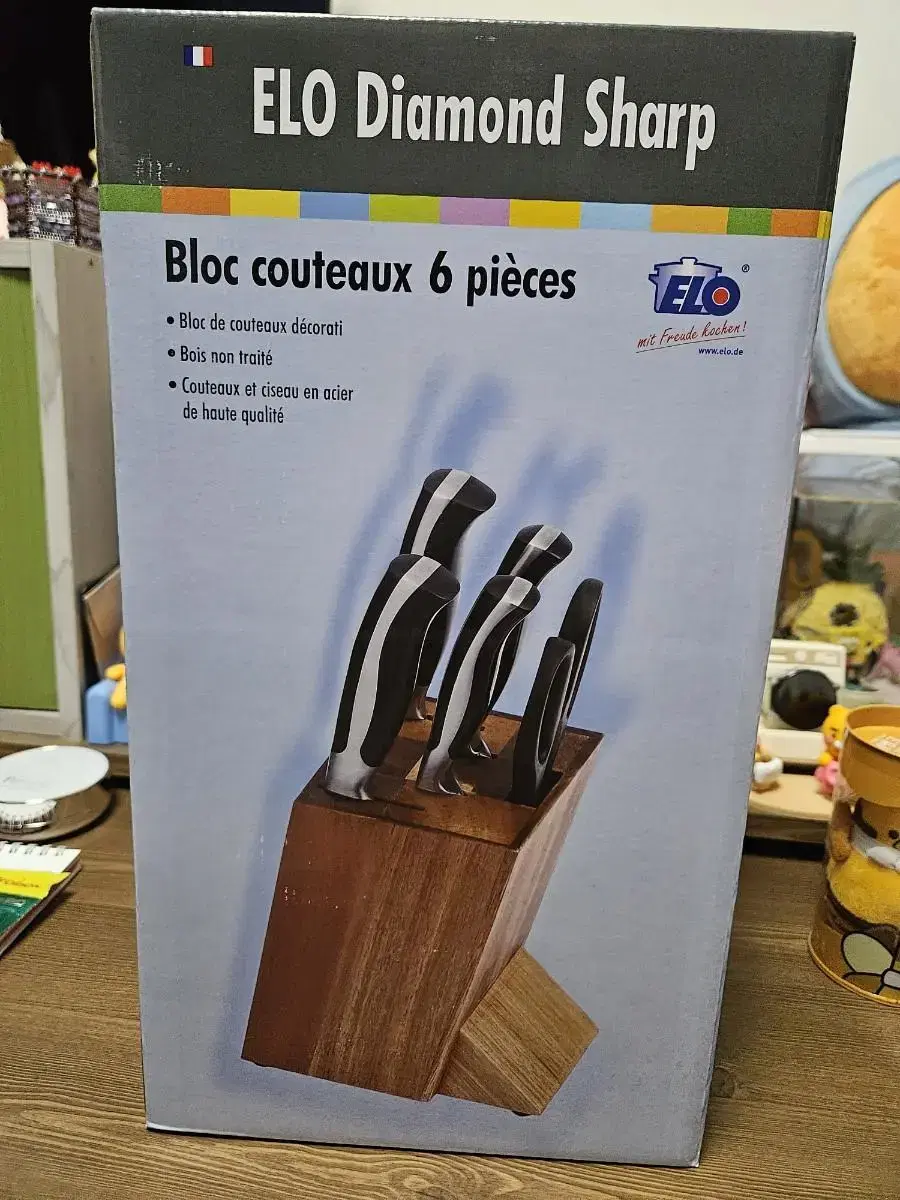 ELO Diamond Sharp
Bloc couteaux 6 pièces
• Bloc de couteaux décorati
• Bois non traité
• Couteaux et ciseau en acier
de haute qualité
ELO®
mit Freude kochen!
www.elo.de